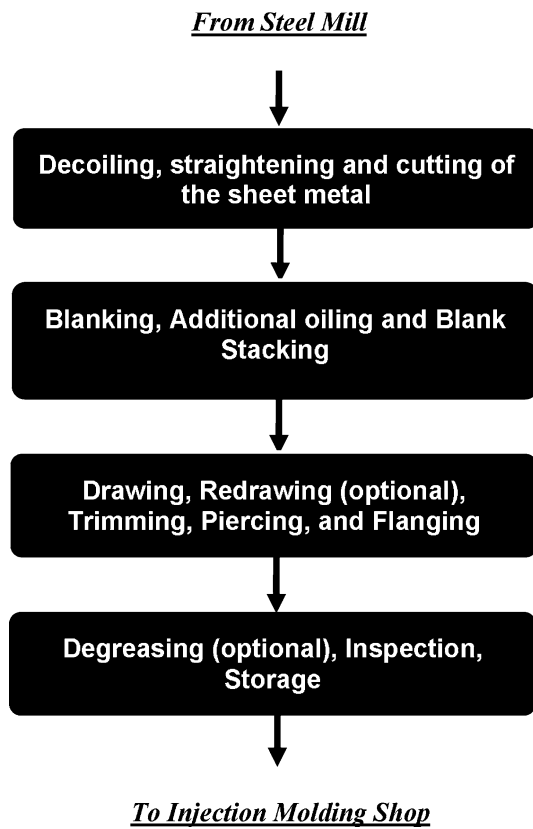 From Steel Mill
Decoiling, straightening and cutting of
the sheet metal
Blanking, Additional oiling and Blank
Stacking
Drawing, Redrawing (optional),
Trimming, Piercing, and Flanging
Degreasing (optional), Inspection,
Storage
To Injection Molding Shop